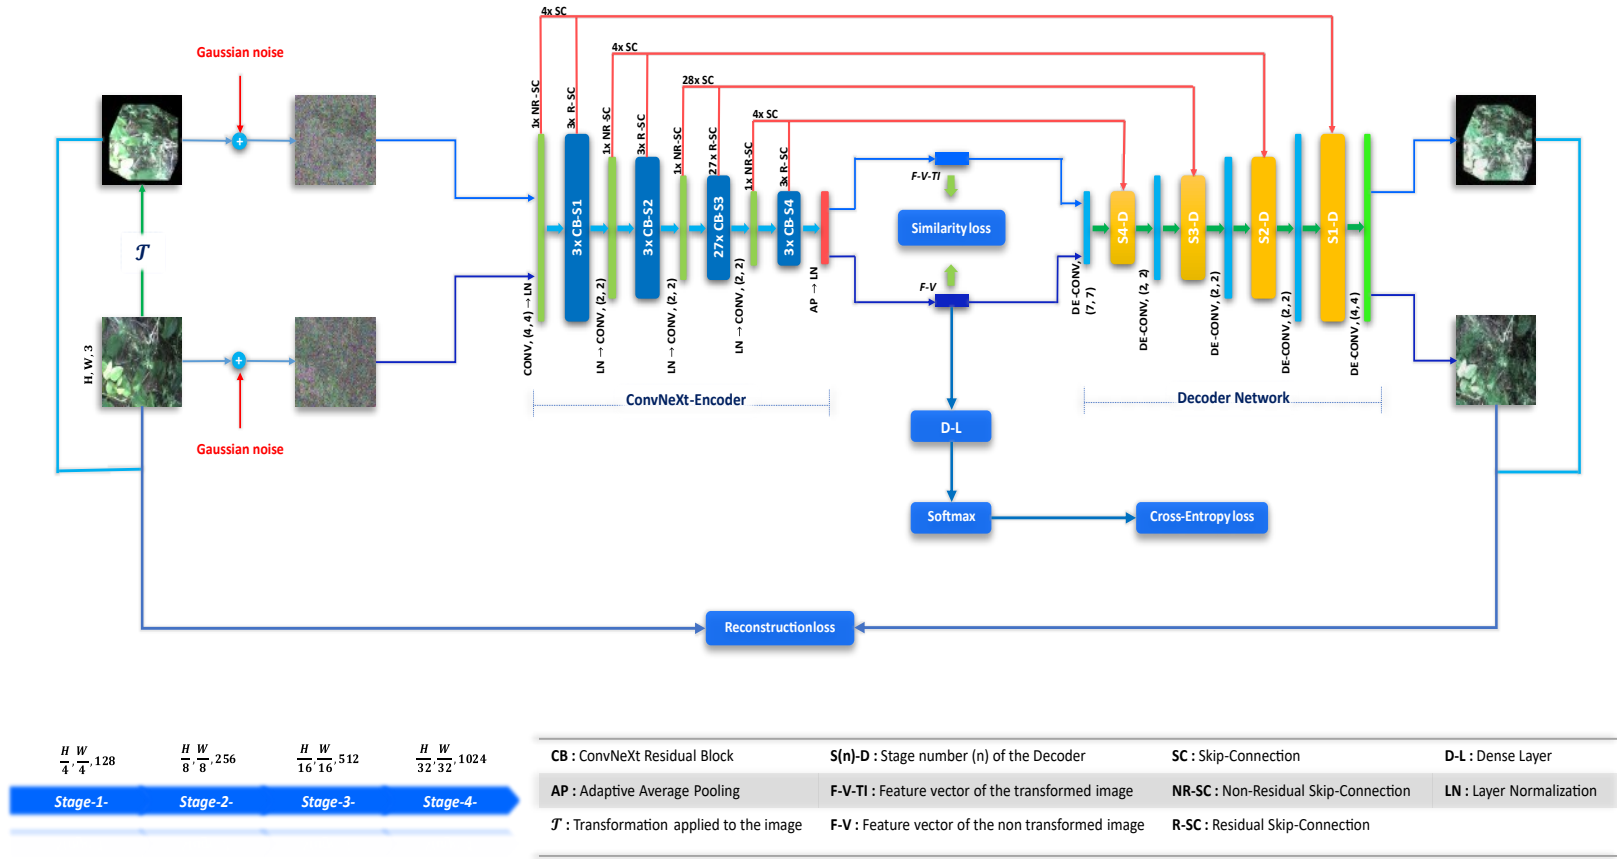 4x SC
Gaussian noise
4x SC
28x SC
4x SC
1x NR-SC
3x R-SC
1x NR-SC
3x R-SC
1x NR-SC
27x R-SC
1x NR-SC
3x R-SC
+
𝒯
H, W, 3
+
Gaussian noise
3x CB-S1
3x CB-S2
27x CB-S3
3x CB-S4
CONV, (4, 4) → LN
LN → CONV, (2, 2)
LN → CONV, (2, 2)
LN → CONV, (2, 2)
AP → LN
ConvNeXt-Encoder
F-V-TI
Similarity loss
F-V
D-L
Softmax
Cross-Entropy loss
S4-D
S3-D
S2-D
S1-D
DE-CONV, (7, 7)
DE-CONV, (2, 2)
DE-CONV, (2, 2)
DE-CONV, (2, 2)
DE-CONV, (4, 4)
Decoder Network
Reconstruction loss
H/4, W/4, 128
H/8, W/8, 256
H/16, W/16, 512
H/32, W/32, 1024
Stage-1-
Stage-2-
Stage-3-
Stage-4-
CB : ConvNeXt Residual Block
S(n)-D : Stage number (n) of the Decoder
SC : Skip-Connection
D-L : Dense Layer
AP : Adaptive Average Pooling
F-V-TI : Feature vector of the transformed image
NR-SC : Non-Residual Skip-Connection
LN : Layer Normalization
𝒯 : Transformation applied to the image
F-V : Feature vector of the non transformed image
R-SC : Residual Skip-Connection